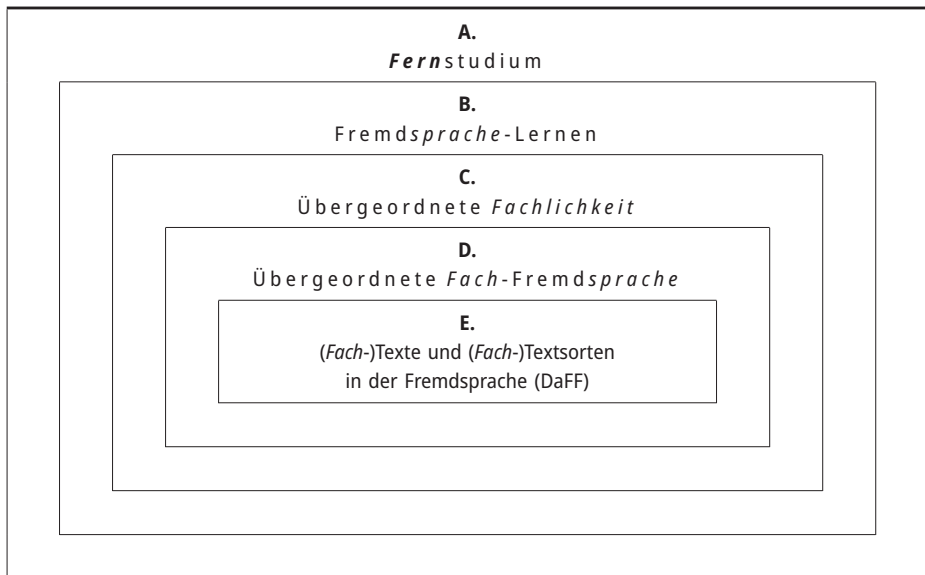 A.
Fernstudium
B.
Fremdsprache-Lernen
C.
Übergeordnete Fachlichkeit
D.
Übergeordnete Fach-Fremdsprache
E.
(Fach-)Texte und (Fach-)Textsorten
in der Fremdsprache (DaFF)